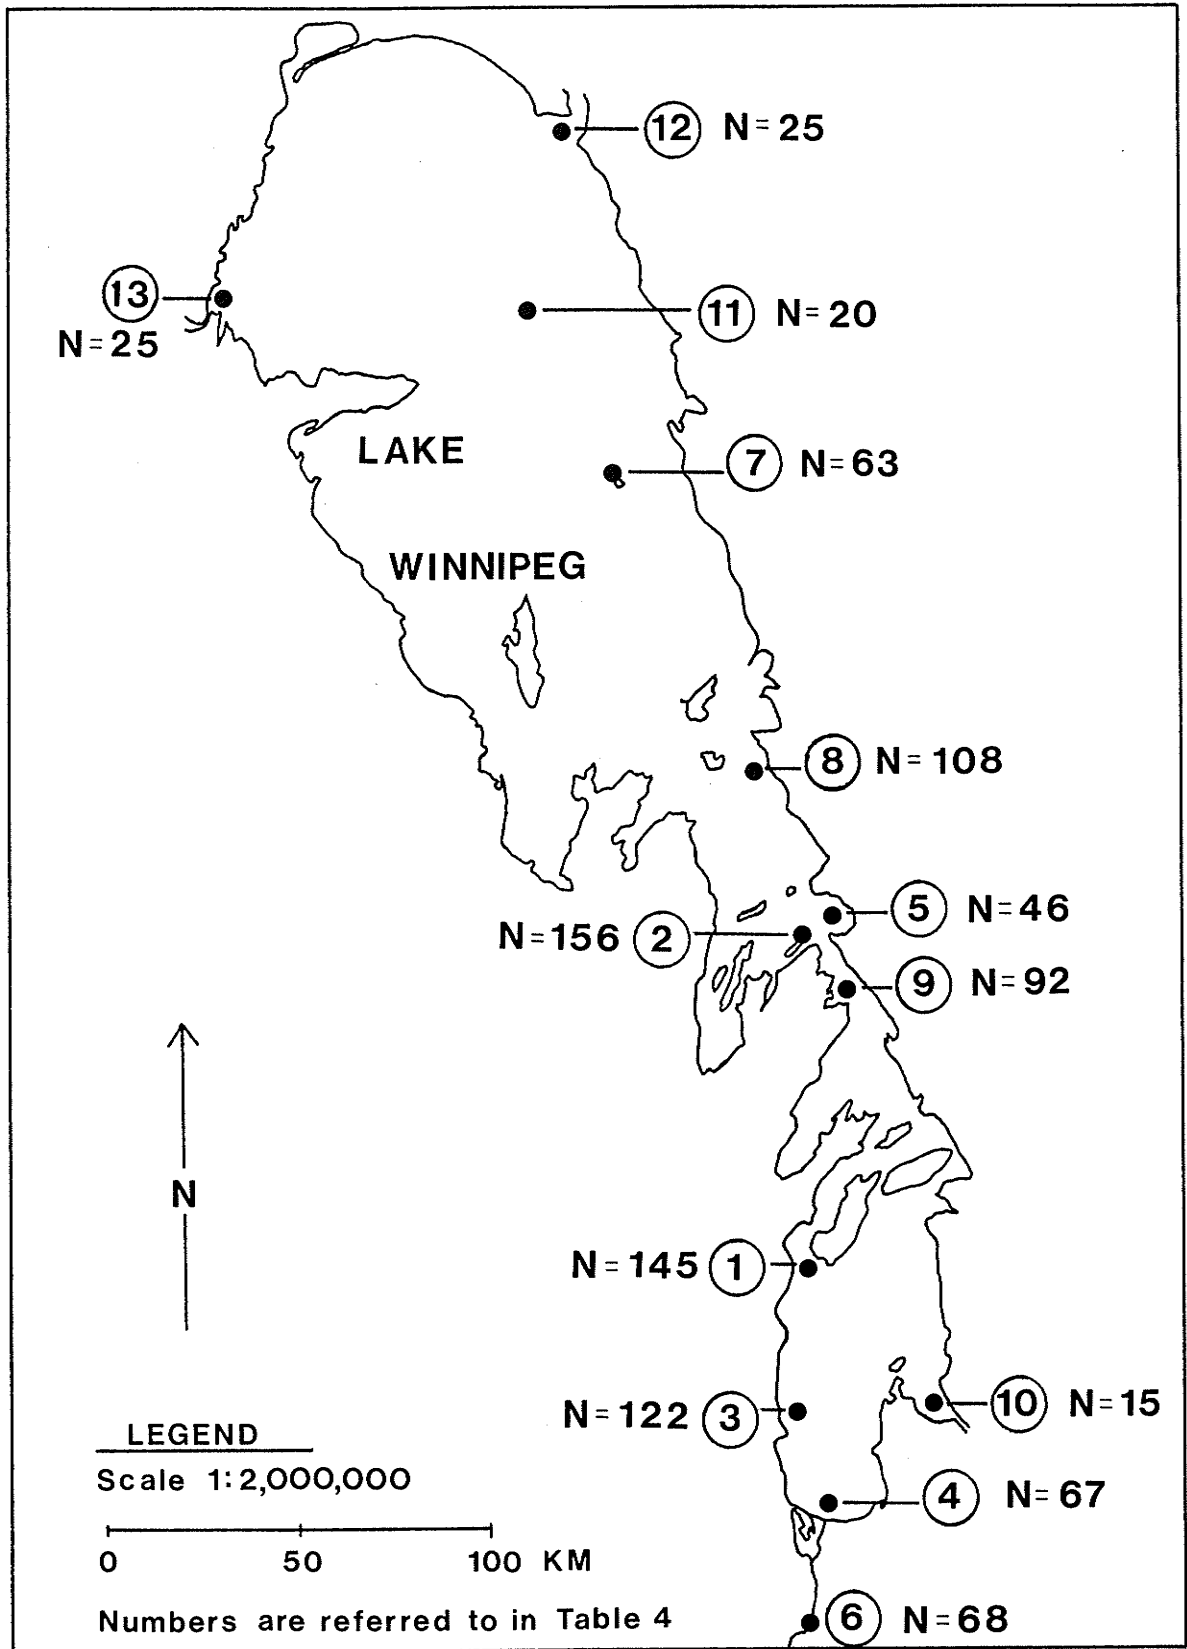 12 N=25
13
N=25
11 N=20
LAKE
7 N=63
WINNIPEG
8 N=108
5 N=46
N=156 2
9 N=92
N
N=145 1
N=122 3
10 N=15
LEGEND
Scale 1:2,000,000
4 N=67
0 50 100 KM
Numbers are referred to in Table 4
6 N=68